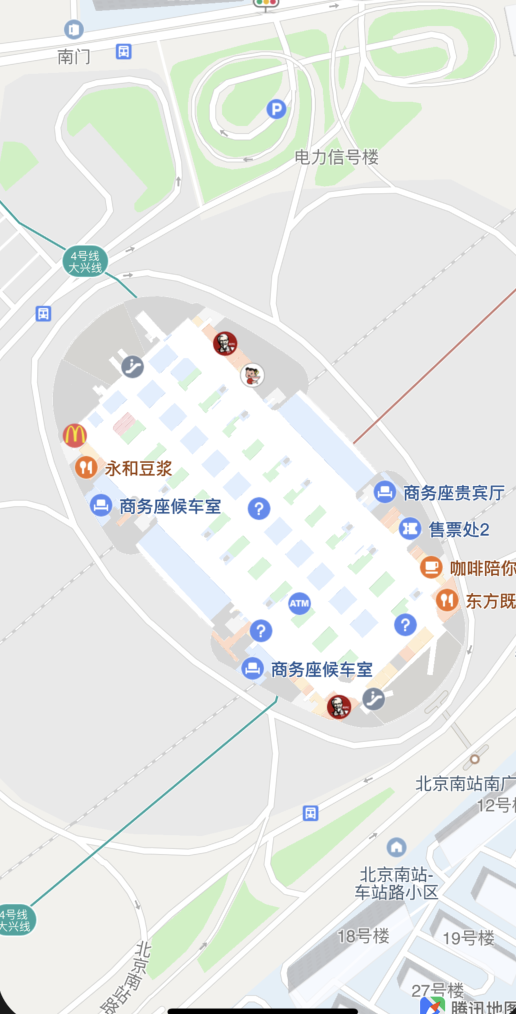 南门
P
电力信号楼
4号线
大兴线
永和豆浆
商务座候车室
?
商务座贵宾厅
售票处2
咖啡陪你
东方既
ATM
?
?
商务座候车室
北京南站南广
12号
北京南站-
车站路小区
18号楼
19号楼
4号线
大兴线
北京南站路
27号楼
腾讯地图